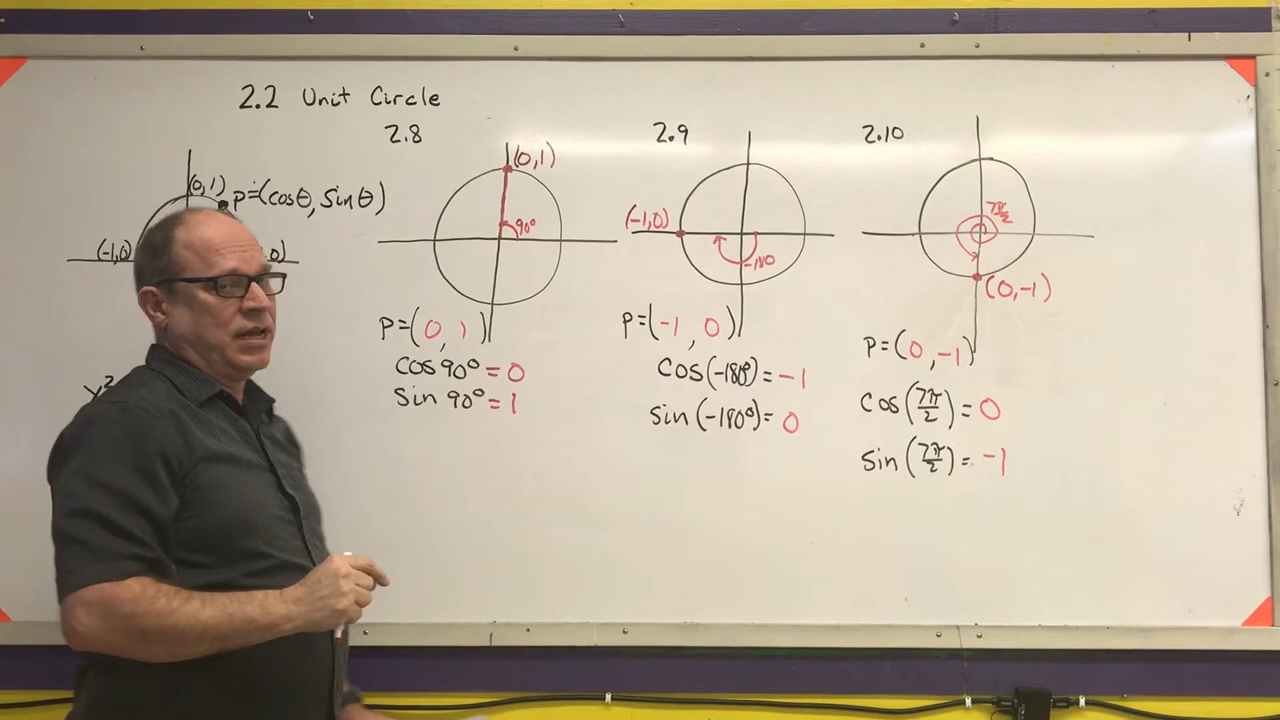 2.2 Unit Circle
(0,1)
P=(cosθ, sinθ)
(-1,0)
,0)
2.8
(0,1)
90°
P=(0, 1)
cos 90° = 0
sin 90° = 1
2.9
(-1,0)
-180
P=(-1, 0)
cos(-180°) = -1
sin(-180°) = 0
2.10
7π/2
(0,-1)
P=(0,-1)
cos(7π/2) = 0
sin(7π/2) = -1